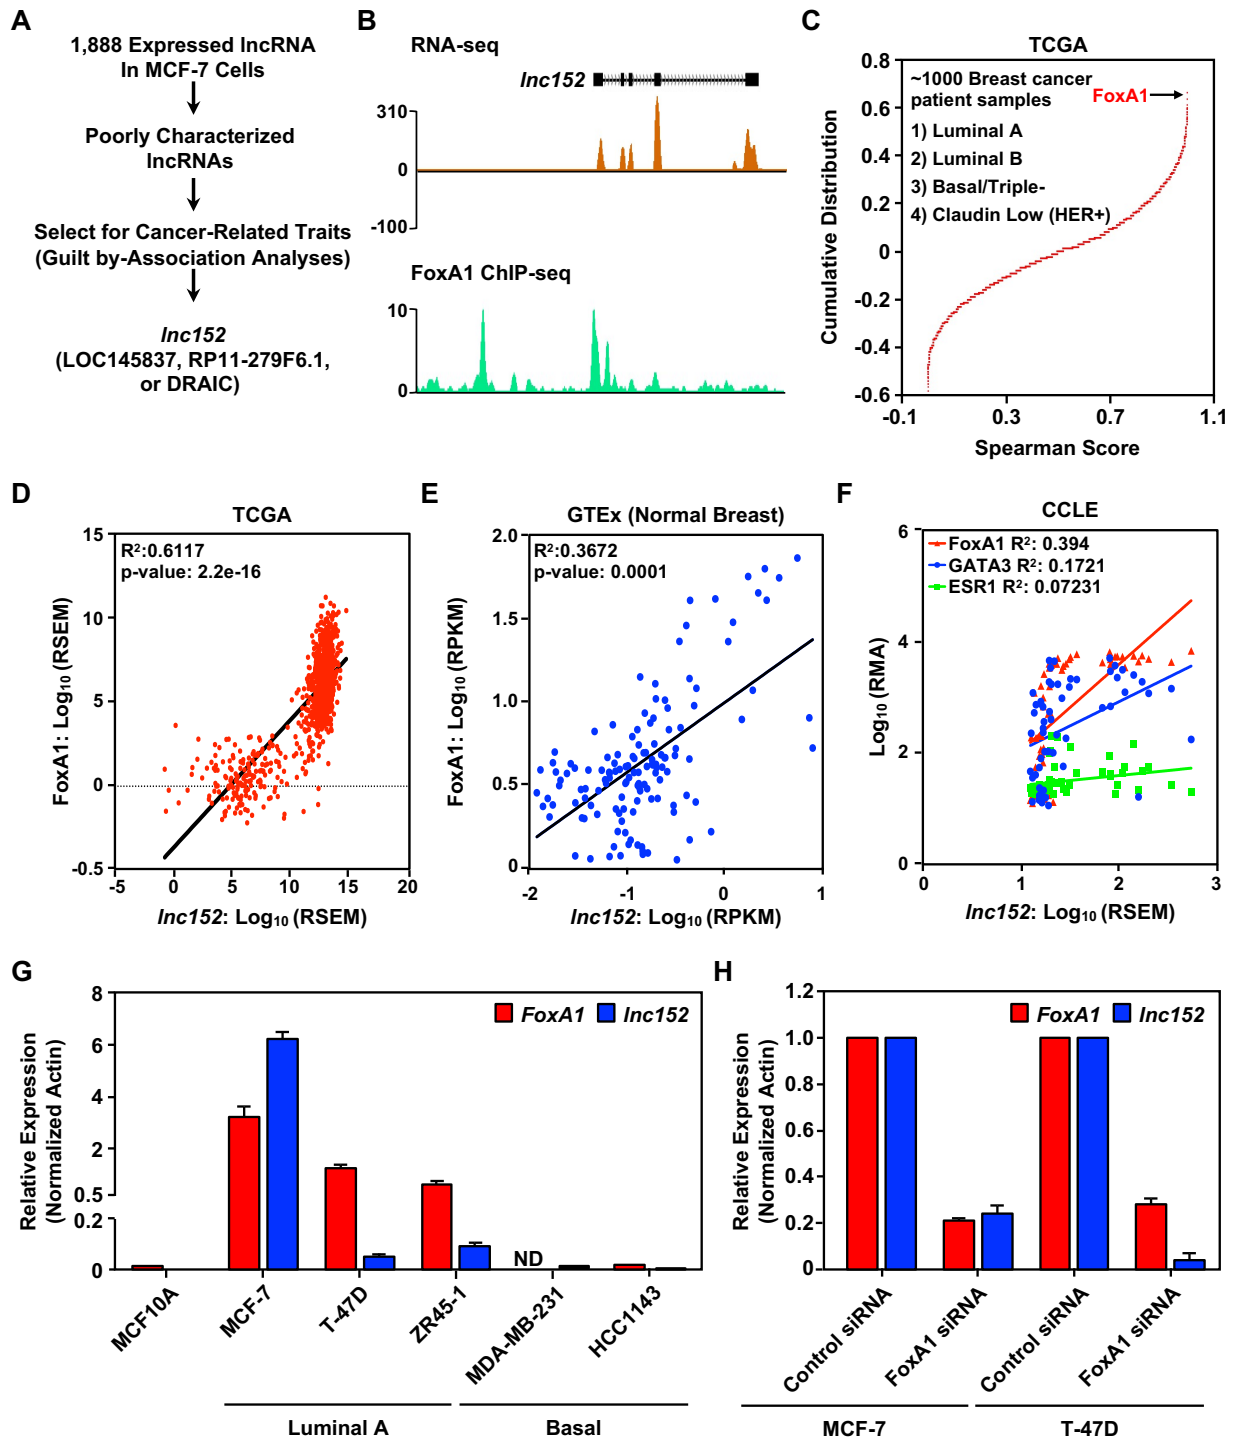 A
1,888 Expressed lncRNA
In MCF-7 Cells
Poorly Characterized
lncRNAs
Select for Cancer-Related Traits
(Guilt by-Association Analyses)
lnc152
(LOC145837, RP11-279F6.1,
or DRAIC)
B
RNA-seq
lnc152
310
0
-100
FoxA1 ChIP-seq
10
0
C
TCGA
~1000 Breast cancer
patient samples
FoxA1
1) Luminal A
2) Luminal B
3) Basal/Triple-
4) Claudin Low (HER+)
Cumulative Distribution
0.8
0.6
0.4
0.2
0
-0.2
-0.4
-0.6
-0.1
0.3
0.7
1.1
Spearman Score
D
TCGA
R²:0.6117
p-value: 2.2e-16
FoxA1: Log₁₀ (RSEM)
15
10
5
0
-0.5
-5
0
5
10
15
20
lnc152: Log₁₀ (RSEM)
E
GTEx (Normal Breast)
R²:0.3672
p-value: 0.0001
FoxA1: Log₁₀ (RPKM)
2.0
1.5
1.0
0.5
0
-2
-1
0
1
lnc152: Log₁₀ (RPKM)
F
CCLE
FoxA1 R²: 0.394
GATA3 R²: 0.1721
ESR1 R²: 0.07231
Log₁₀ (RMA)
6
4
2
0
0
1
2
3
lnc152: Log₁₀ (RSEM)
G
FoxA1
lnc152
Relative Expression
(Normalized Actin)
8
6
4
2
0.5
0.2
0
ND
MCF10A
MCF-7
T-47D
ZR45-1
MDA-MB-231
HCC1143
Luminal A
Basal
H
FoxA1
lnc152
Relative Expression
(Normalized Actin)
1.2
1.0
0.8
0.6
0.4
0.2
0
Control siRNA
FoxA1 siRNA
Control siRNA
FoxA1 siRNA
MCF-7
T-47D